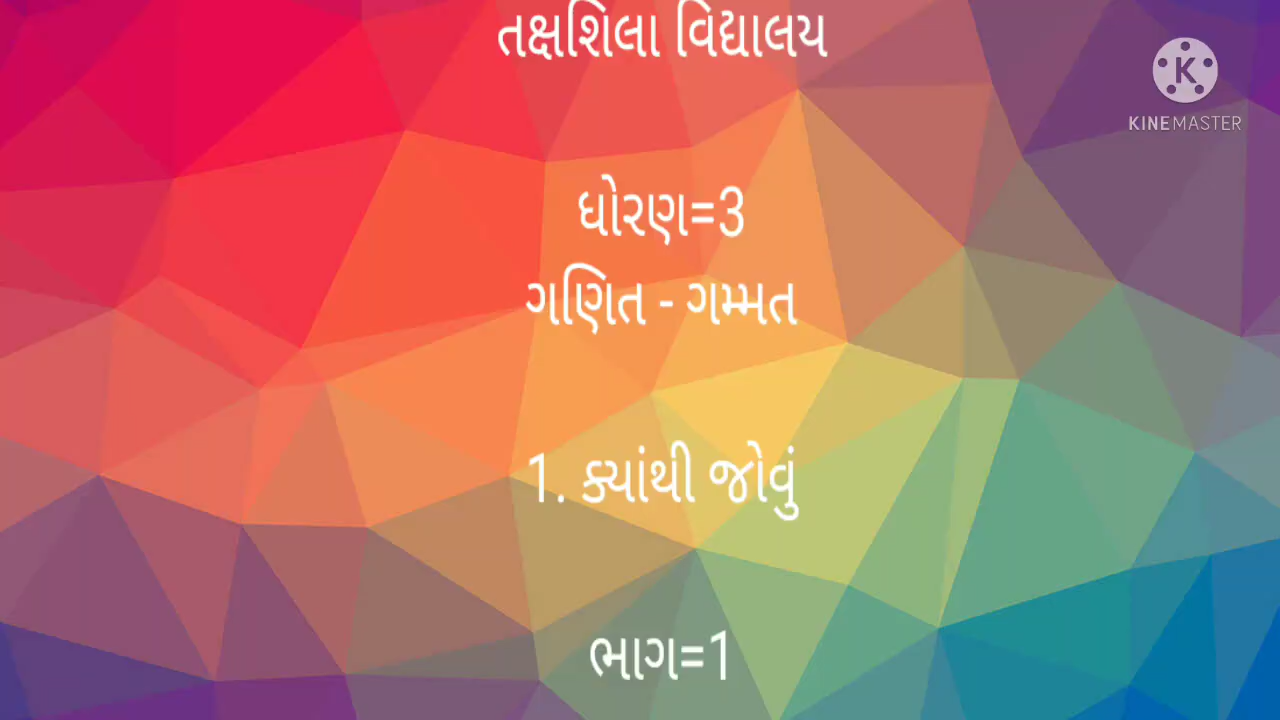 તક્ષશિલા વિદ્યાલય
K
KINEMASTER
ધોરણ=3
ગણિત - ગમ્મત
1. ક્યાંથી જોવું
ભાગ=1